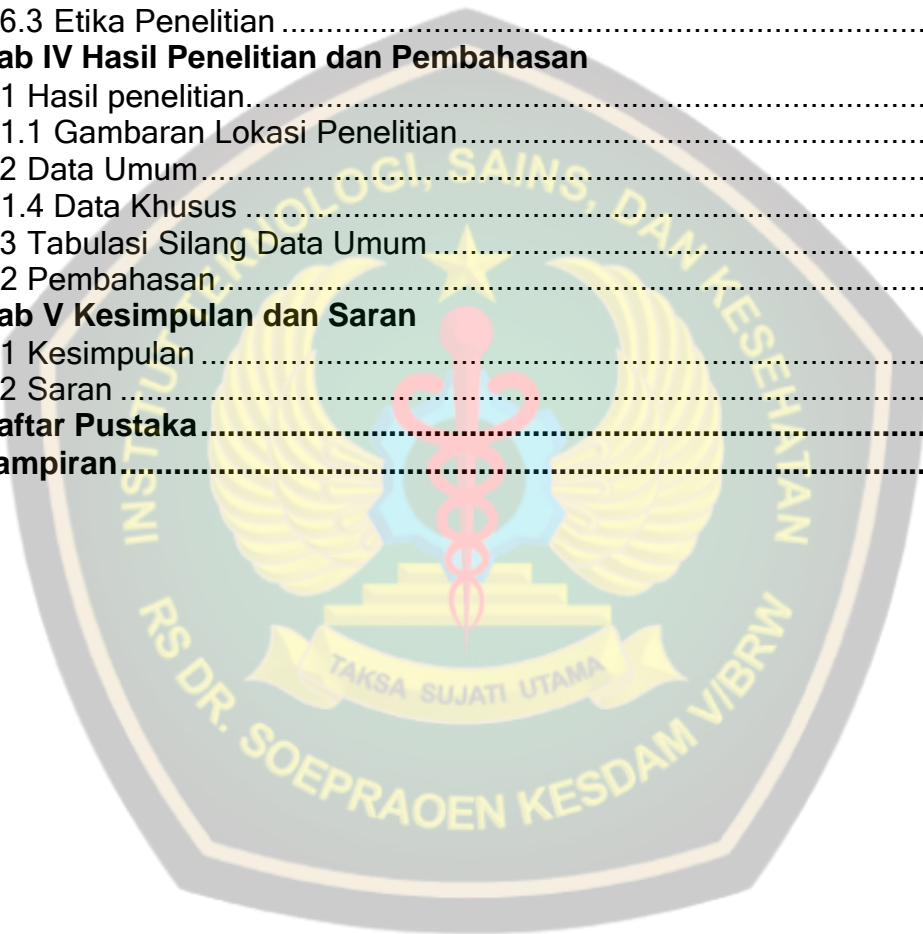 6.3 Etika Penelitian ........................................................................
ab IV Hasil Penelitian dan Pembahasan
1 Hasil penelitian............................................................................
1.1 Gambaran Lokasi Penelitian....................................................
2 Data Umum.................................................................................
1.4 Data Khusus ............................................................................
3 Tabulasi Silang Data Umum .......................................................
2 Pembahasan...............................................................................
ab V Kesimpulan dan Saran
1 Kesimpulan .................................................................................
2 Saran ..........................................................................................
aftar Pustaka..................................................................................
ampiran...........................................................................................
INSTITUT TEKNOLOGI, SAINS, DAN KESEHATAN
TAKSA SUJATI UTAMA
RS DR. SOEPRAOEN KESDAM V/BRW